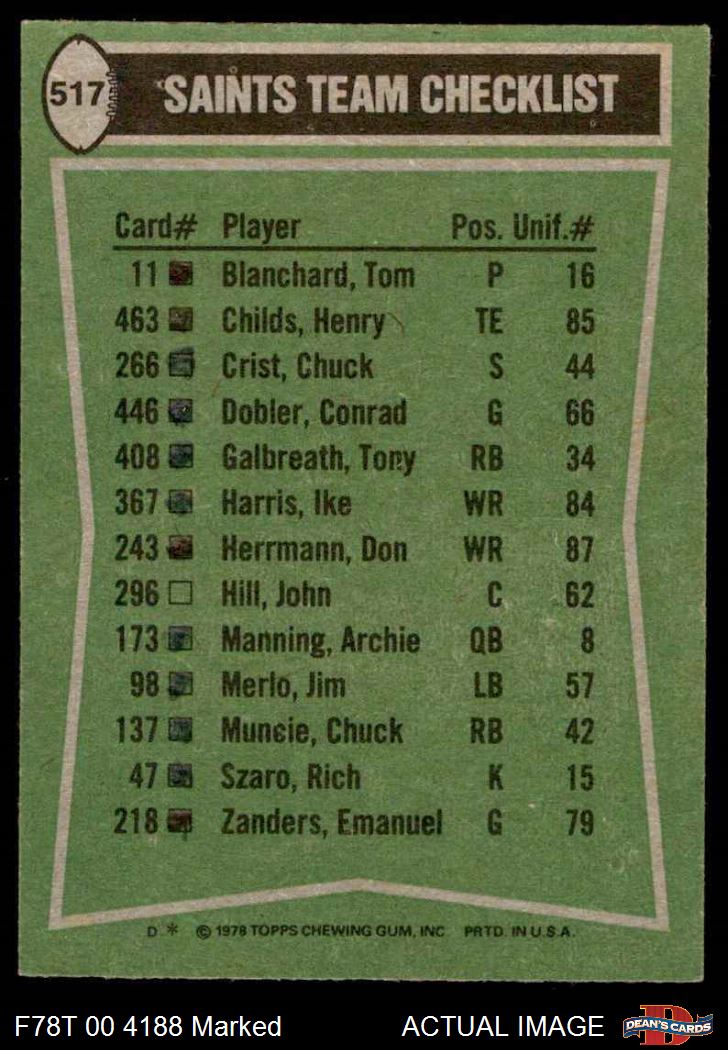 517 SAINTS TEAM CHECKLIST
Card# Player Pos. Unif.#
11 Blanchard, Tom P 16
463 Childs, Henry TE 85
266 Crist, Chuck S 44
446 Dobler, Conrad G 66
408 Galbreath, Tony RB 34
367 Harris, Ike WR 84
243 Herrmann, Don WR 87
296 Hill, John C 62
173 Manning, Archie QB 8
98 Merlo, Jim LB 57
137 Muncie, Chuck RB 42
47 Szaro, Rich K 15
218 Zanders, Emanuel G 79
D * © 1978 TOPPS CHEWING GUM, INC PRTD. IN U.S.A.
F78T 00 4188 Marked ACTUAL IMAGE D DEAN'S CARDS